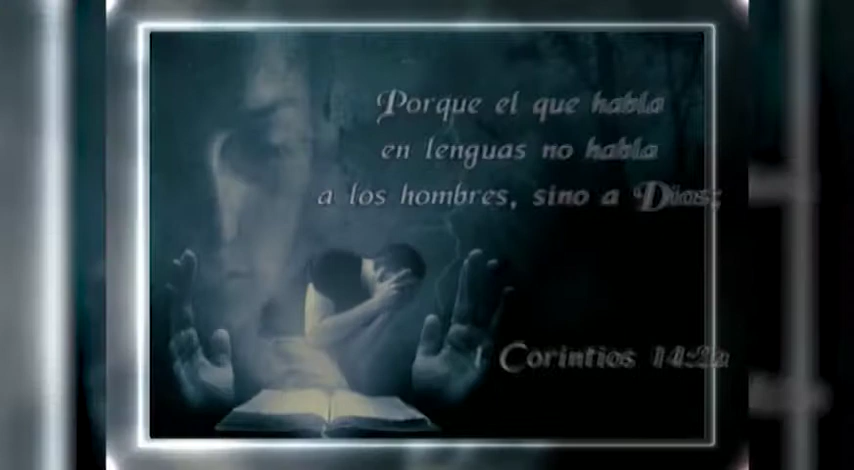 Porque el que habla
en lenguas no habla
a los hombres, sino a Dios;
1 Corintios 14:2a